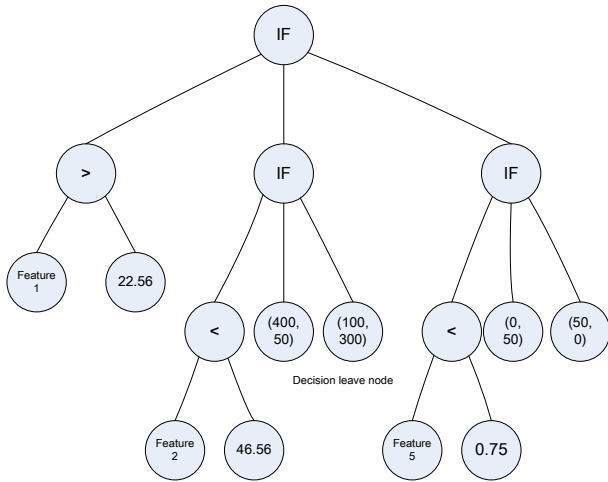 IF
>
IF
IF
Feature
1
22.56
<
(400,
50)
(100,
300)
<
(0,
50)
(50,
0)
Decision leave node
Feature
2
46.56
Feature
5
0.75